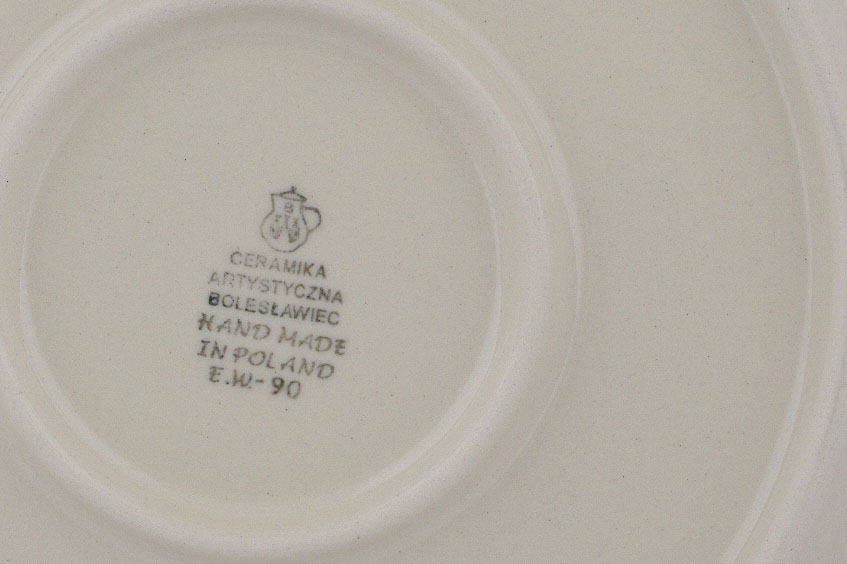 CERAMIKA
ARTYSTYCZNA
BOLESŁAWIEC
HAND MADE
IN POLAND
E.W.-90